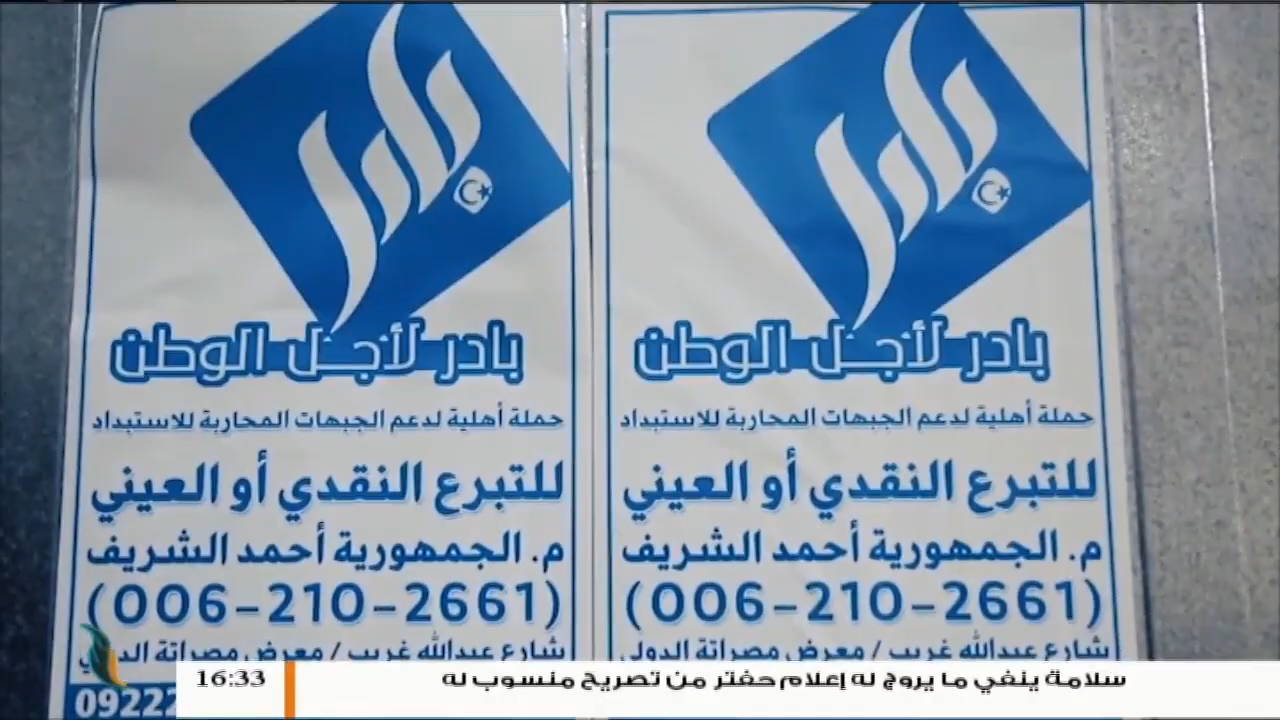 بادر
بادر لأجل الوطن
حملة أهلية لدعم الجبهات المحاربة للاستبداد
للتبرع النقدي أو العيني
م. الجمهورية أحمد الشريف
(006-210-2661)
شارع عبدالله غريب / معرض مصراتة
09222
بادر
بادر لأجل الوطن
حملة أهلية لدعم الجبهات المحاربة للاستبداد
للتبرع النقدي أو العيني
م. الجمهورية أحمد الشريف
(006-210-2661)
شارع عبدالله غريب / معرض مصراتة الدولي
سلامة ينفي ما يروج له إعلام حفتر من تصريح منسوب له
16:33